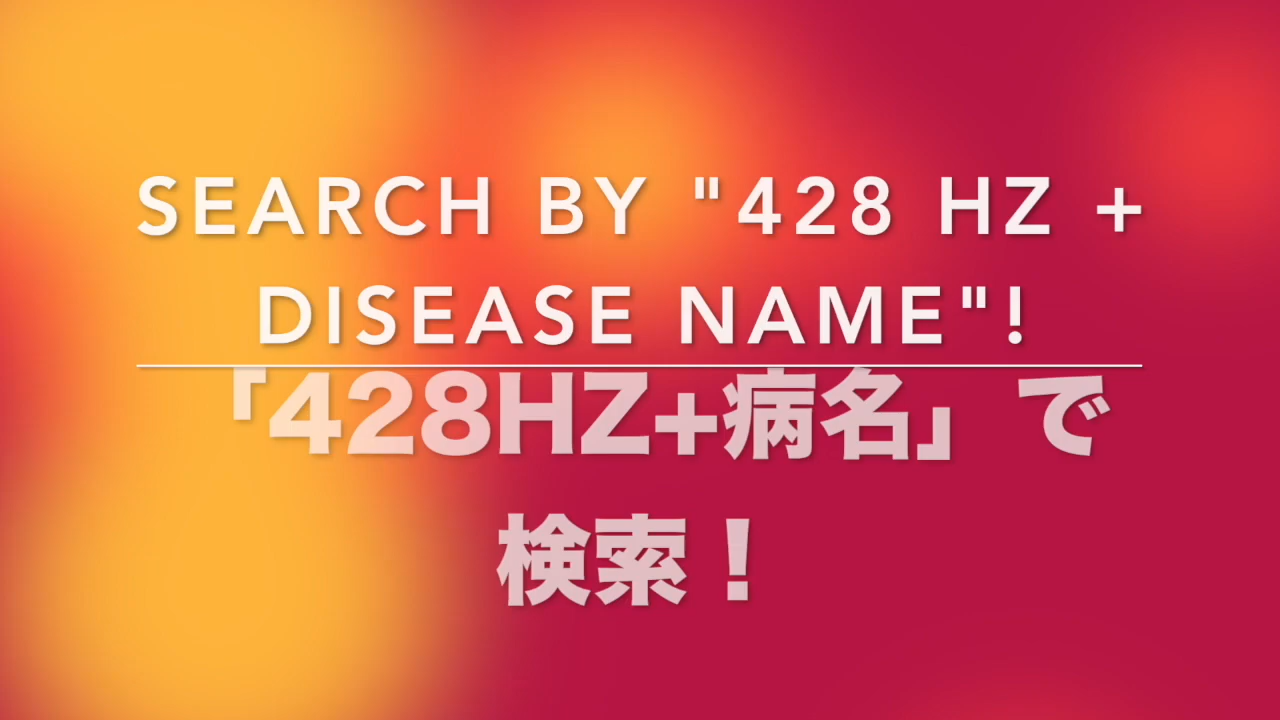 SEARCH BY "428 HZ +
DISEASE NAME"!
「428HZ+病名」で
検索！